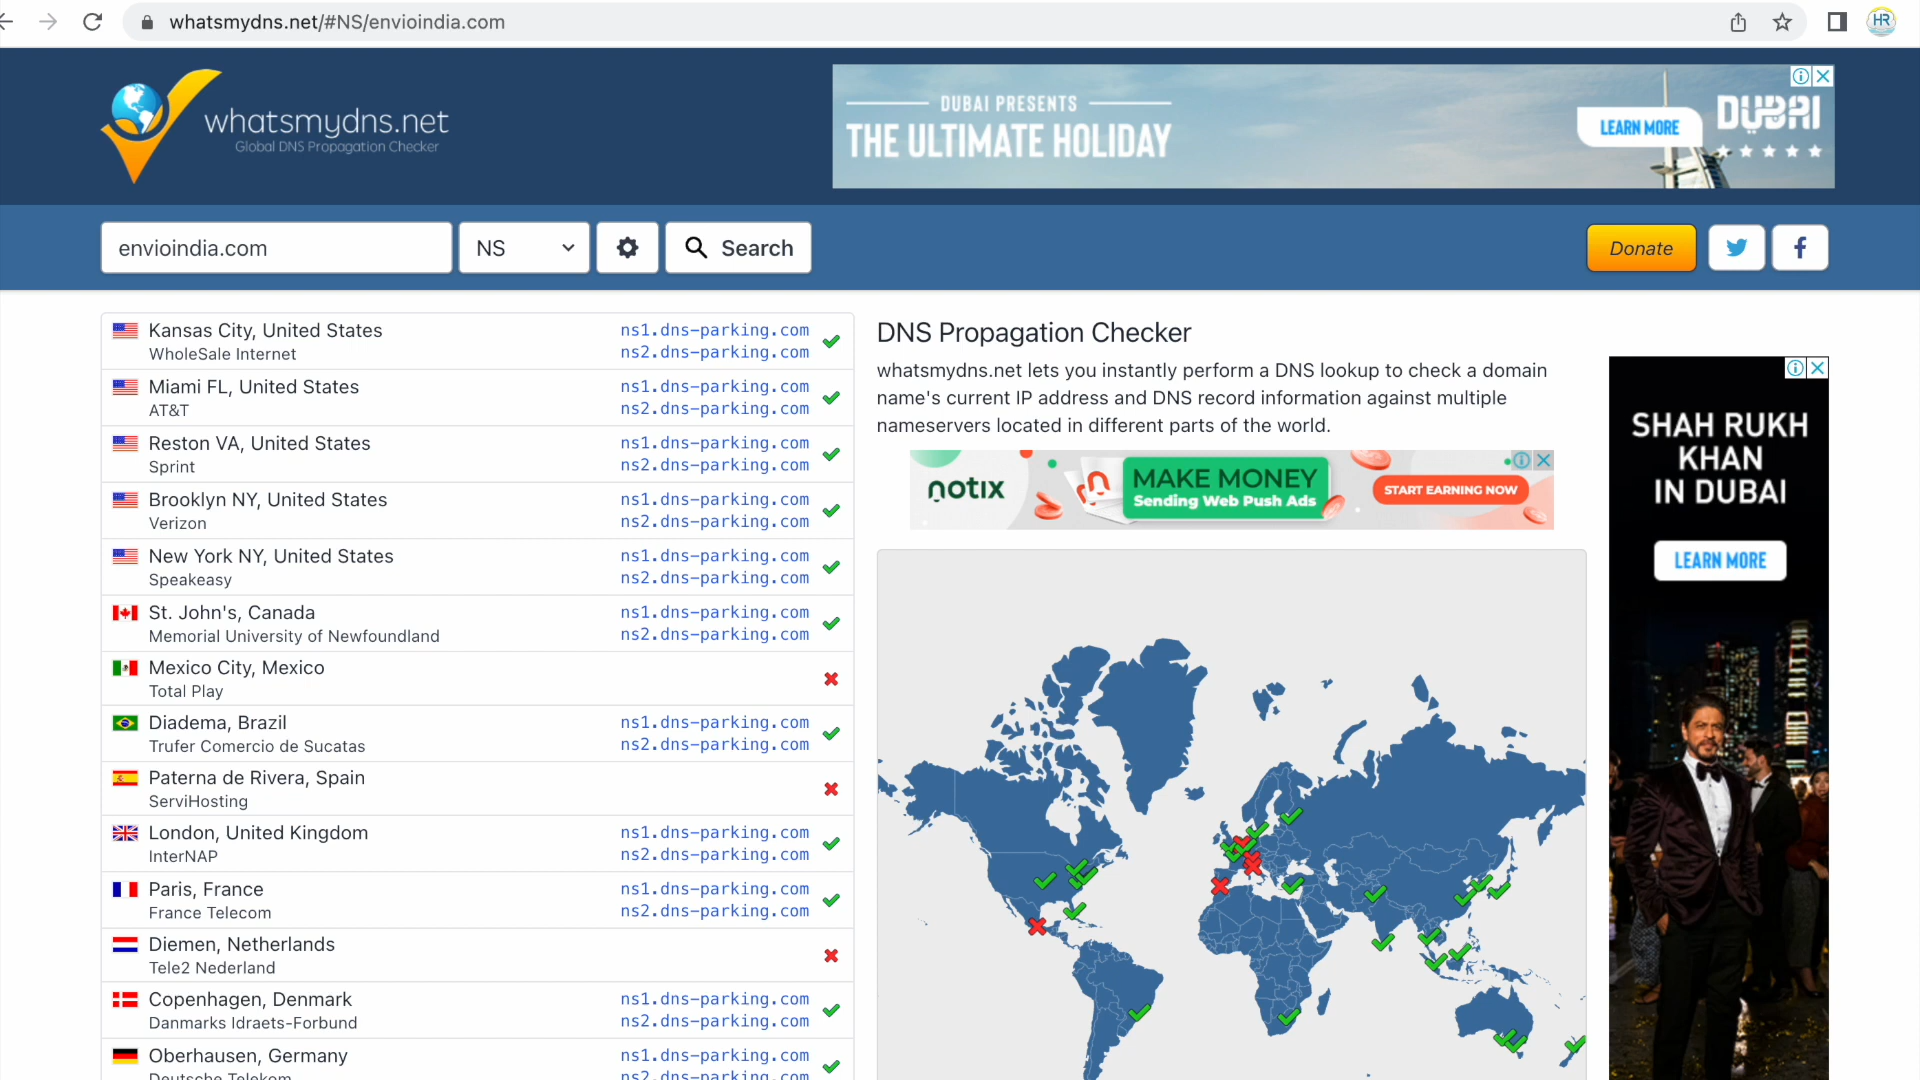 whatsmydns.net/#NS/envioindia.com
HR
whatsmydns.net
Global DNS Propagation Checker
DUBAI PRESENTS
THE ULTIMATE HOLIDAY
LEARN MORE
DUBAI
envioindia.com
NS
Search
Donate
Kansas City, United States
WholeSale Internet
ns1.dns-parking.com
ns2.dns-parking.com
Miami FL, United States
AT&T
ns1.dns-parking.com
ns2.dns-parking.com
Reston VA, United States
Sprint
ns1.dns-parking.com
ns2.dns-parking.com
Brooklyn NY, United States
Verizon
ns1.dns-parking.com
ns2.dns-parking.com
New York NY, United States
Speakeasy
ns1.dns-parking.com
ns2.dns-parking.com
St. John's, Canada
Memorial University of Newfoundland
ns1.dns-parking.com
ns2.dns-parking.com
Mexico City, Mexico
Total Play
Diadema, Brazil
Trufer Comercio de Sucatas
ns1.dns-parking.com
ns2.dns-parking.com
Paterna de Rivera, Spain
ServiHosting
London, United Kingdom
InterNAP
ns1.dns-parking.com
ns2.dns-parking.com
Paris, France
France Telecom
ns1.dns-parking.com
ns2.dns-parking.com
Diemen, Netherlands
Tele2 Nederland
Copenhagen, Denmark
Danmarks Idraets-Forbund
ns1.dns-parking.com
ns2.dns-parking.com
Oberhausen, Germany
Deutsche Telekom
ns1.dns-parking.com
ns2.dns-parking.com
DNS Propagation Checker
whatsmydns.net lets you instantly perform a DNS lookup to check a domain
name's current IP address and DNS record information against multiple
nameservers located in different parts of the world.
notix
MAKE MONEY
Sending Web Push Ads
START EARNING NOW
SHAH RUKH
KHAN
IN DUBAI
LEARN MORE